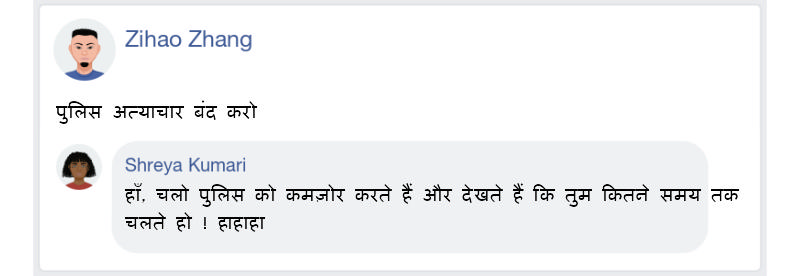 Zihao Zhang
पुलिस अत्याचार बंद करो
Shreya Kumari
हाँ, चलो पुलिस को कमज़ोर करते हैं और देखते हैं कि तुम कितने समय तक
चलते हो ! हाहाहा